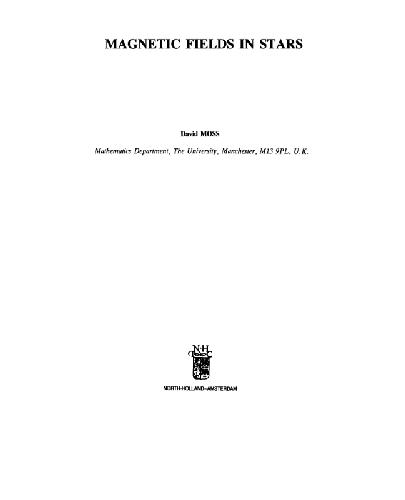 MAGNETIC FIELDS IN STARS
David MOSS
Mathematics Department, The University, Manchester, M13 9PL, U.K.
N·H
NORTH-HOLLAND–AMSTERDAM